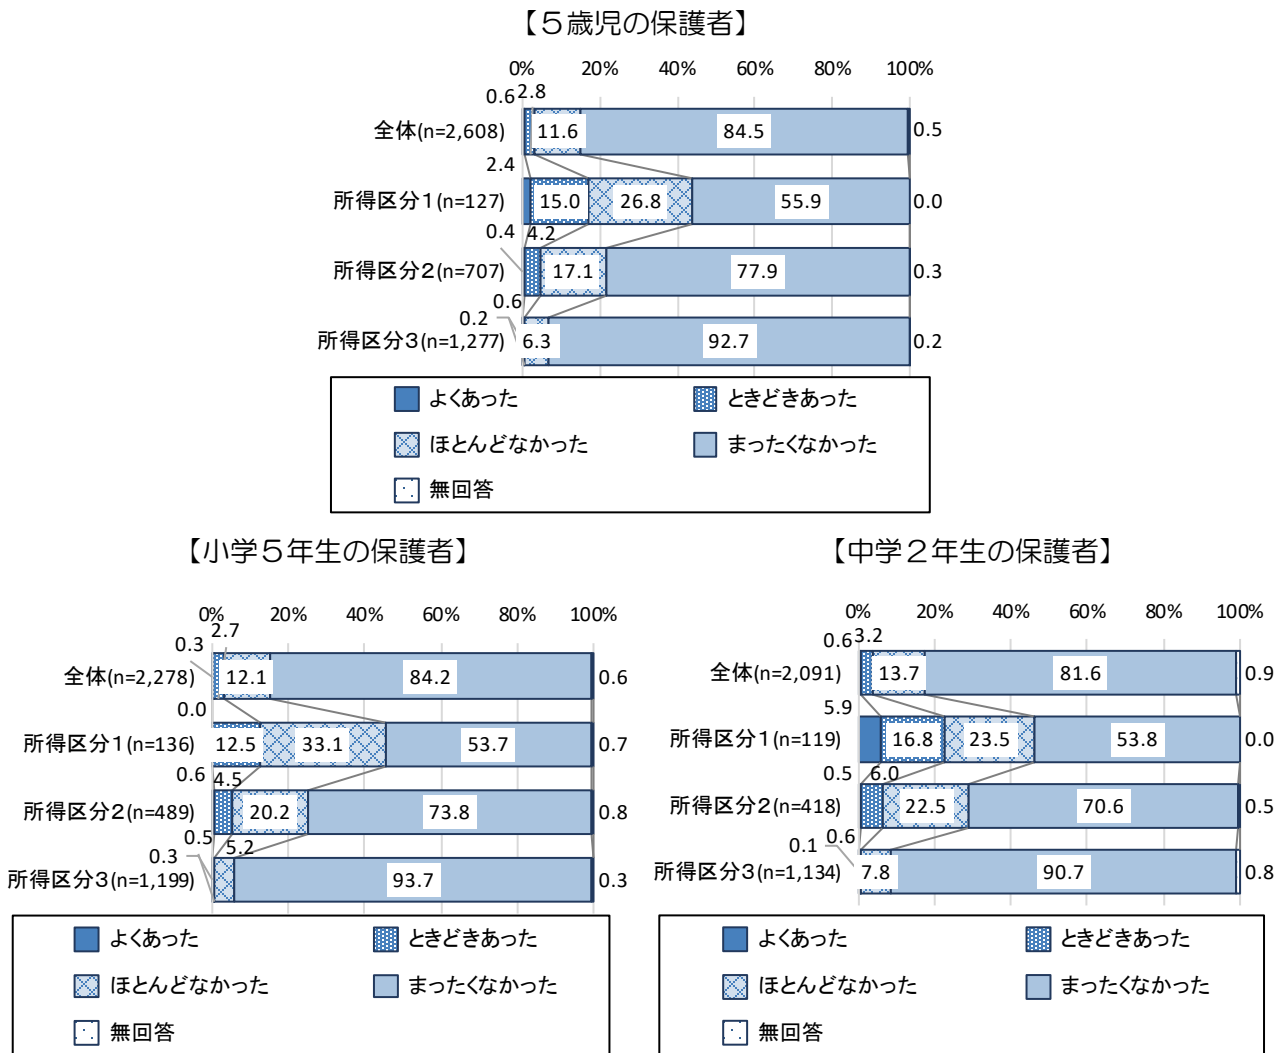 【５歳児の保護者】
0% 20% 40% 60% 80% 100%
0.6 2.8
全体(n=2,608) 11.6 84.5 0.5
2.4
所得区分1(n=127) 15.0 26.8 55.9 0.0
0.4 4.2
所得区分2(n=707) 17.1 77.9 0.3
0.6
0.2
所得区分3(n=1,277) 6.3 92.7 0.2
よくあった ときどきあった
ほとんどなかった まったくなかった
無回答
【小学５年生の保護者】
0% 20% 40% 60% 80% 100%
0.3 2.7
全体(n=2,278) 12.1 84.2 0.6
0.0
所得区分1(n=136) 12.5 33.1 53.7 0.7
0.6 4.5
所得区分2(n=489) 20.2 73.8 0.8
0.5 5.2
0.3
所得区分3(n=1,199) 93.7 0.3
よくあった ときどきあった
ほとんどなかった まったくなかった
無回答
【中学２年生の保護者】
0% 20% 40% 60% 80% 100%
0.6 3.2
全体(n=2,091) 13.7 81.6 0.9
5.9
所得区分1(n=119) 16.8 23.5 53.8 0.0
0.5 6.0
所得区分2(n=418) 22.5 70.6 0.5
0.1 0.6
所得区分3(n=1,134) 7.8 90.7 0.8
よくあった ときどきあった
ほとんどなかった まったくなかった
無回答